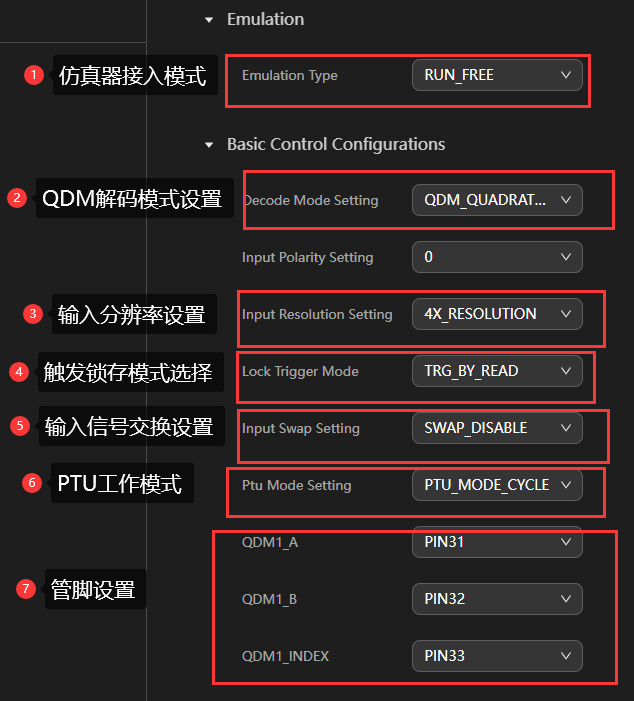 Emulation
1 仿真器接入模式
Emulation Type RUN_FREE
Basic Control Configurations
2 QDM解码模式设置
Decode Mode Setting QDM_QUADRAT...
Input Polarity Setting 0
3 输入分辨率设置
Input Resolution Setting 4X_RESOLUTION
4 触发锁存模式选择
Lock Trigger Mode TRG_BY_READ
5 输入信号交换设置
Input Swap Setting SWAP_DISABLE
6 PTU工作模式
Ptu Mode Setting PTU_MODE_CYCLE
QDM1_A PIN31
7 管脚设置
QDM1_B PIN32
QDM1_INDEX PIN33